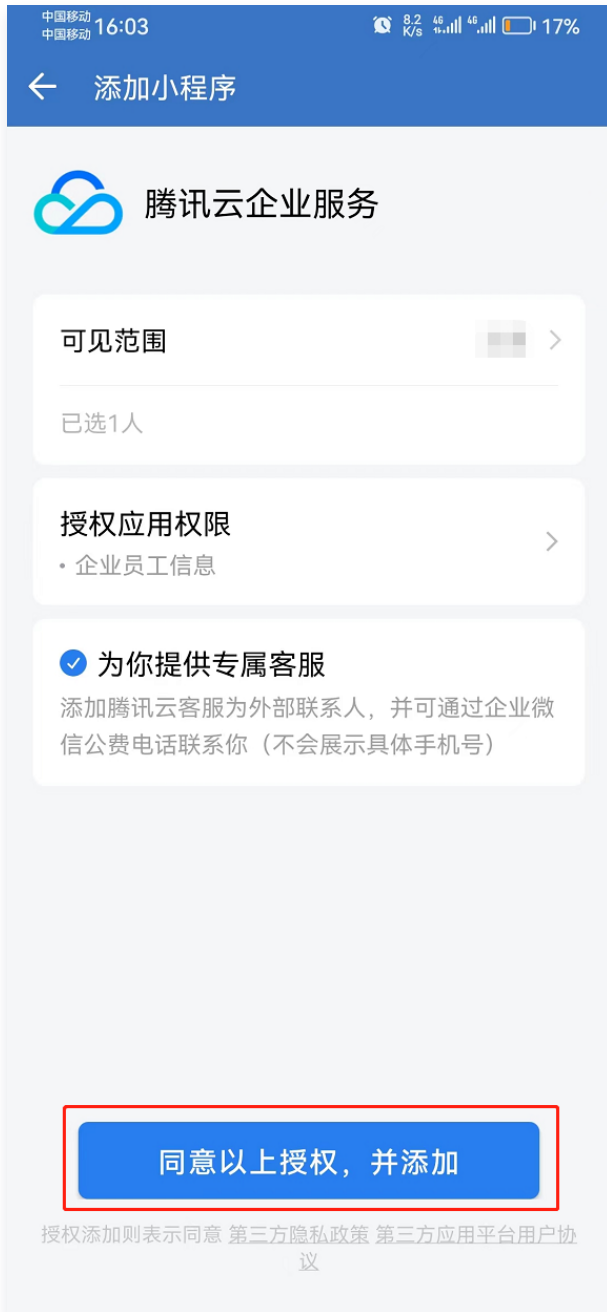 中国移动
中国移动 16:03 8.2 K/s 4G 4G 17%
添加小程序
腾讯云企业服务
可见范围
已选1人
授权应用权限
• 企业员工信息
为你提供专属客服
添加腾讯云客服为外部联系人，并可通过企业微
信公费电话联系你（不会展示具体手机号）
同意以上授权，并添加
授权添加则表示同意 第三方隐私政策 第三方应用平台用户协
议